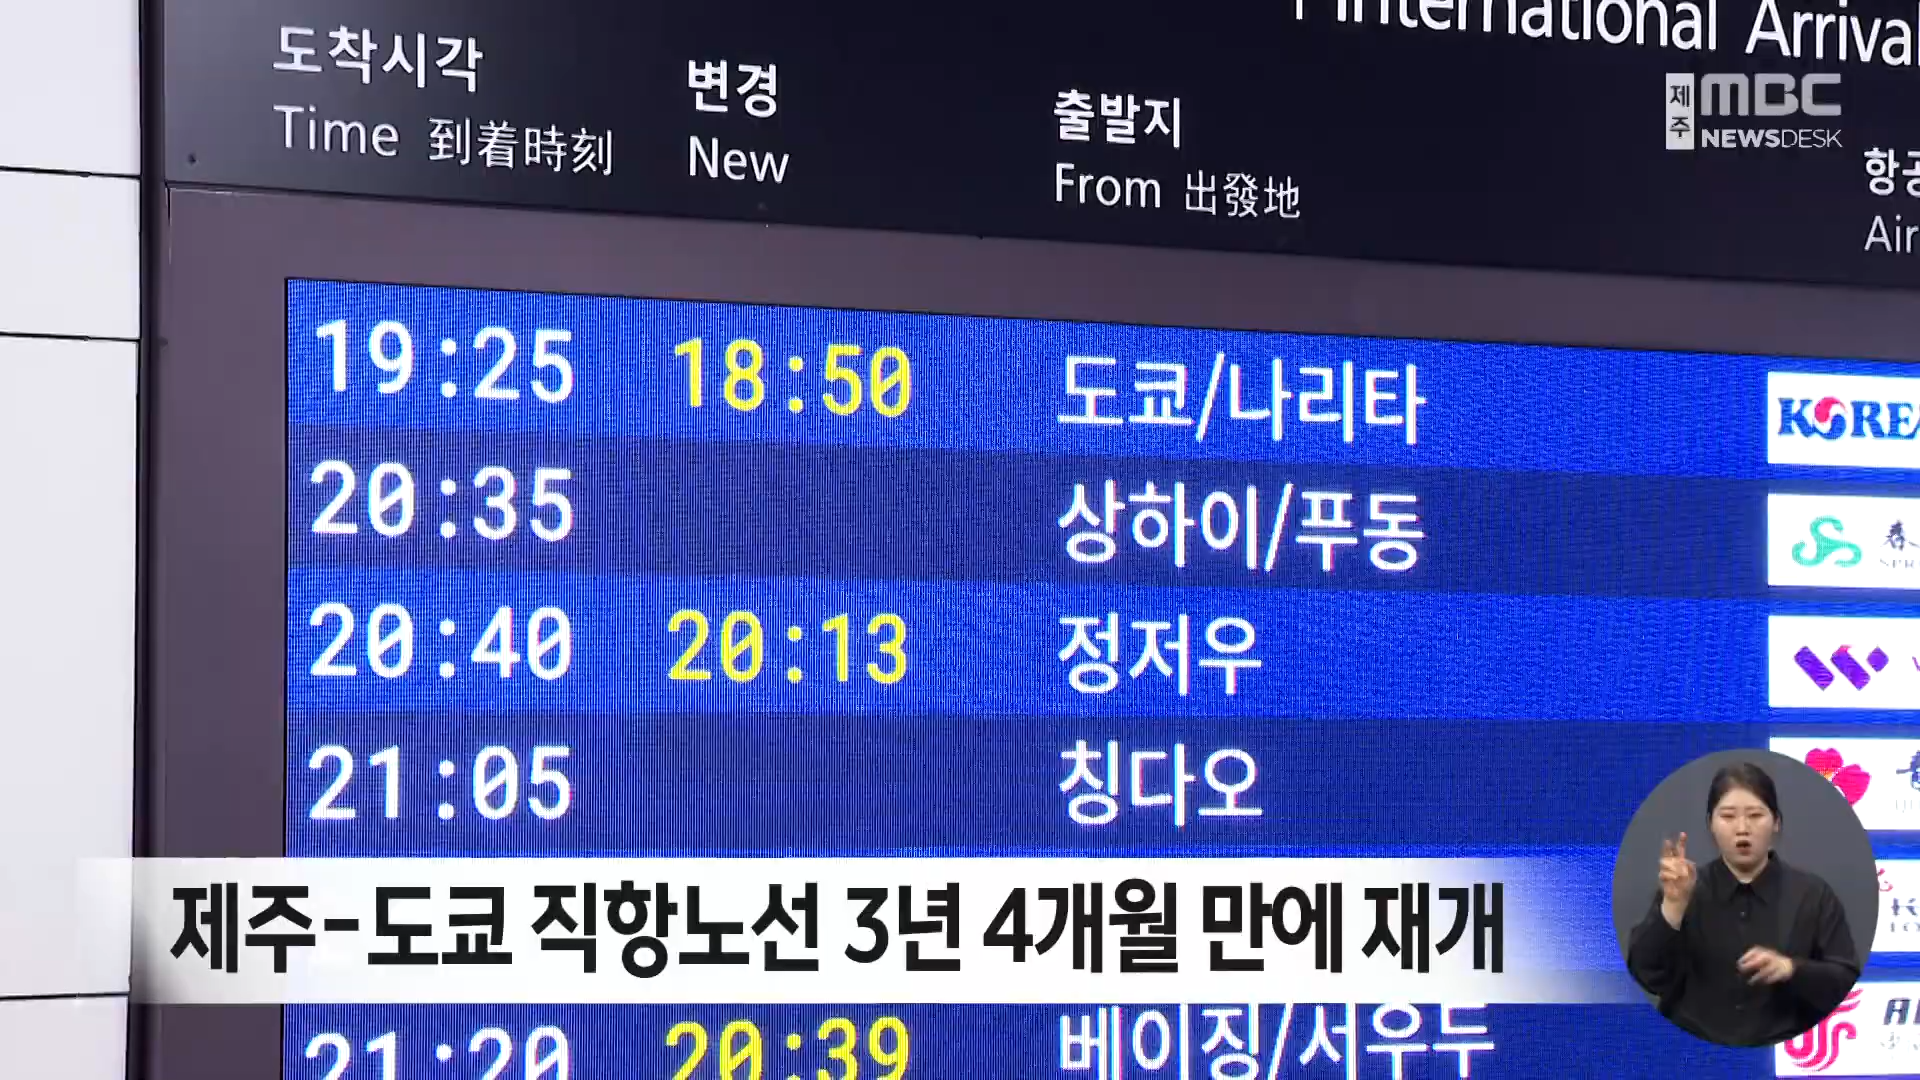 International Arrival
도착시각 변경 출발지
Time 到着時刻 New From 出發地
제주 MBC
NEWSDESK
19:25 18:50 도쿄/나리타
20:35 상하이/푸동
20:40 20:13 정저우
21:05 칭다오
제주-도쿄 직항노선 3년 4개월 만에 재개
21:20 20:39 베이징/서우두